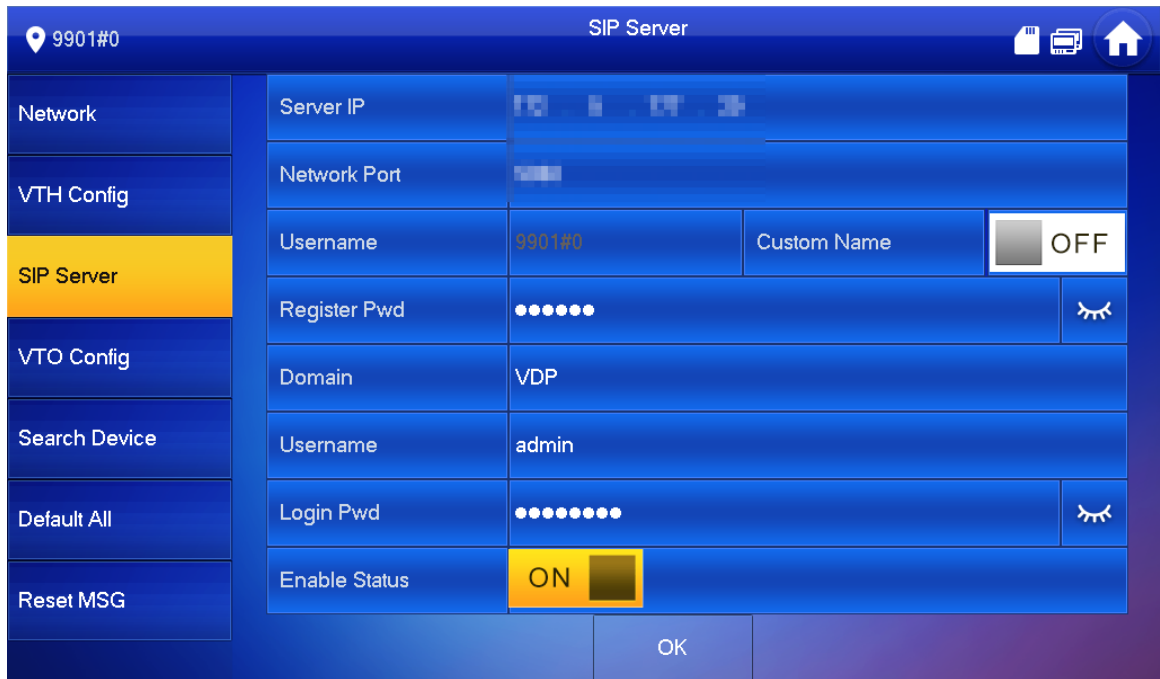 9901#0
SIP Server
Network
VTH Config
SIP Server
VTO Config
Search Device
Default All
Reset MSG
Server IP
Network Port
Username 9901#0 Custom Name OFF
Register Pwd ●●●●●●
Domain VDP
Username admin
Login Pwd ●●●●●●●●
Enable Status ON
OK